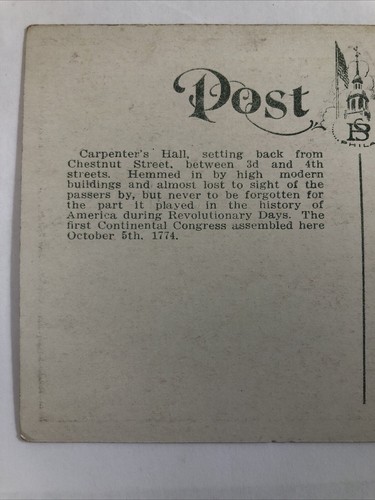 Post
PB
PHILA
Carpenter's Hall, setting back from
Chestnut Street, between 3d and 4th
streets. Hemmed in by high modern
buildings and almost lost to sight of the
passers by, but never to be forgotten for
the part it played in the history of
America during Revolutionary Days. The
first Continental Congress assembled here
October 5th, 1774.